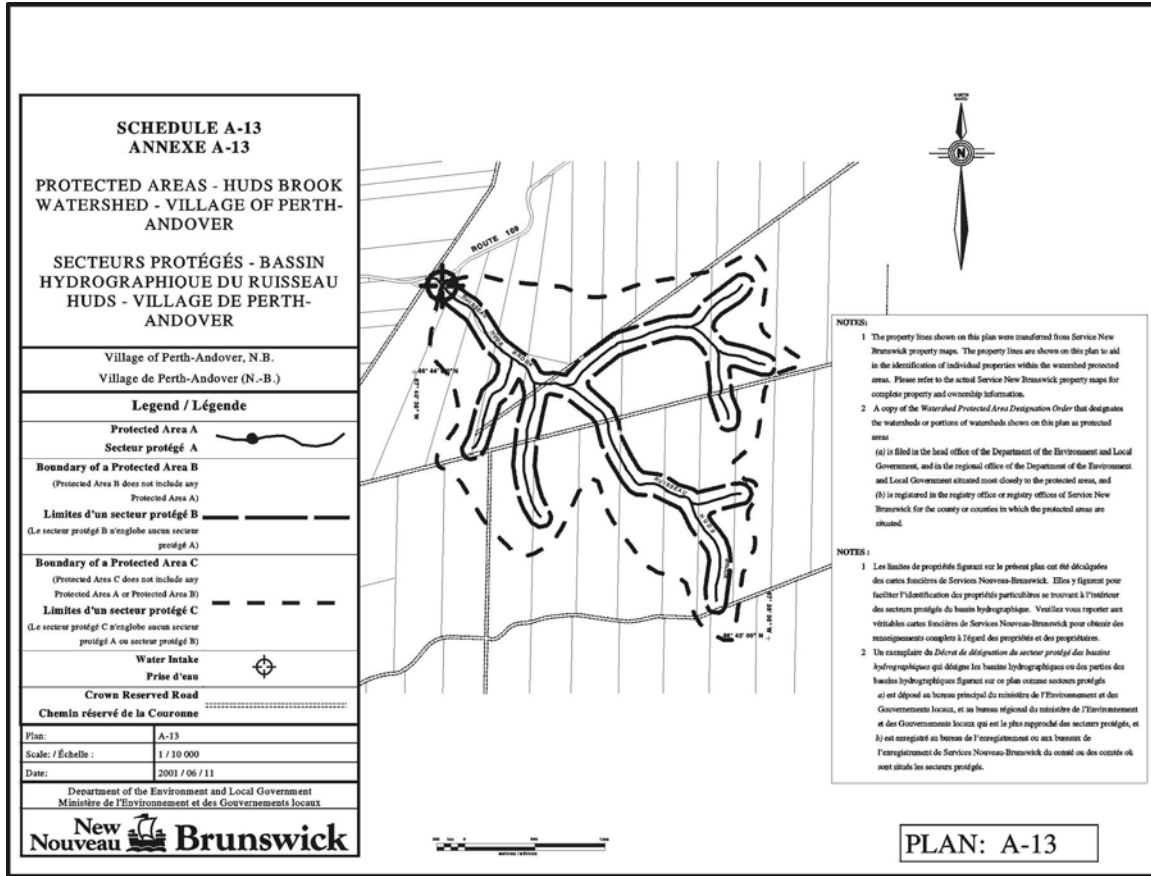 SCHEDULE A-13
ANNEXE A-13
PROTECTED AREAS - HUDS BROOK
WATERSHED - VILLAGE OF PERTH-
ANDOVER
SECTEURS PROTÉGÉS - BASSIN
HYDROGRAPHIQUE DU RUISSEAU
HUDS - VILLAGE DE PERTH-
ANDOVER
Village of Perth-Andover, N.B.
Village de Perth-Andover (N.-B.)
Legend / Légende
Protected Area A
Secteur protégé A
Boundary of a Protected Area B
(Protected Area B does not include any
Protected Area A)
Limites d'un secteur protégé B
(Le secteur protégé B n'englobe aucun secteur
protégé A)
Boundary of a Protected Area C
(Protected Area C does not include any
Protected Area A or Protected Area B)
Limites d'un secteur protégé C
(Le secteur protégé C n'englobe aucun secteur
protégé A ou secteur protégé B)
Water Intake
Prise d'eau
Crown Reserved Road
Chemin réservé de la Couronne
Plan: A-13
Scale: / Échelle : 1 / 10 000
Date: 2001 / 06 / 11
Department of the Environment and Local Government
Ministère de l'Environnement et des Gouvernements locaux
New
Nouveau Brunswick
ROUTE 109
RUISSEAU HUDS BROOK
RUISSEAU HUDS BROOK
N
NOTES:
1 The property lines shown on this plan were transferred from Service New
Brunswick property maps. The property lines are shown on this plan to aid
in the identification of individual properties within the watershed protected
areas. Please refer to the actual Service New Brunswick property maps for
complete property and ownership information.
2 A copy of the Watershed Protected Area Designation Order that designates
the watersheds or portions of watersheds shown on this plan as protected
areas
(a) is filed in the head office of the Department of the Environment and Local
Government, and in the regional office of the Department of the Environment
and Local Government situated most closely to the protected areas, and
(b) is registered in the registry office or registry offices of Service New
Brunswick for the county or counties in which the protected areas are
situated.
NOTES :
1 Les limites de propriétés figurant sur le présent plan ont été décalquées
des cartes foncières de Services Nouveau-Brunswick. Elles y figurent pour
faciliter l'identification des propriétés particulières se trouvant à l'intérieur
des secteurs protégés du bassin hydrographique. Veuillez vous reporter aux
véritables cartes foncières de Services Nouveau-Brunswick pour obtenir des
renseignements complets à l'égard des propriétés et des propriétaires.
2 Un exemplaire du Décret de désignation du secteur protégé des bassins
hydrographiques qui désigne les bassins hydrographiques ou des parties des
bassins hydrographiques figurant sur ce plan comme secteurs protégés
a) est déposé au bureau principal du ministère de l'Environnement et des
Gouvernements locaux, et au bureau régional du ministère de l'Environnement
et des Gouvernements locaux qui est le plus rapproché des secteurs protégés, et
b) est enregistré au bureau de l'enregistrement ou aux bureaux de
l'enregistrement de Services Nouveau-Brunswick du comté ou des comtés où
sont situés les secteurs protégés.
PLAN: A-13